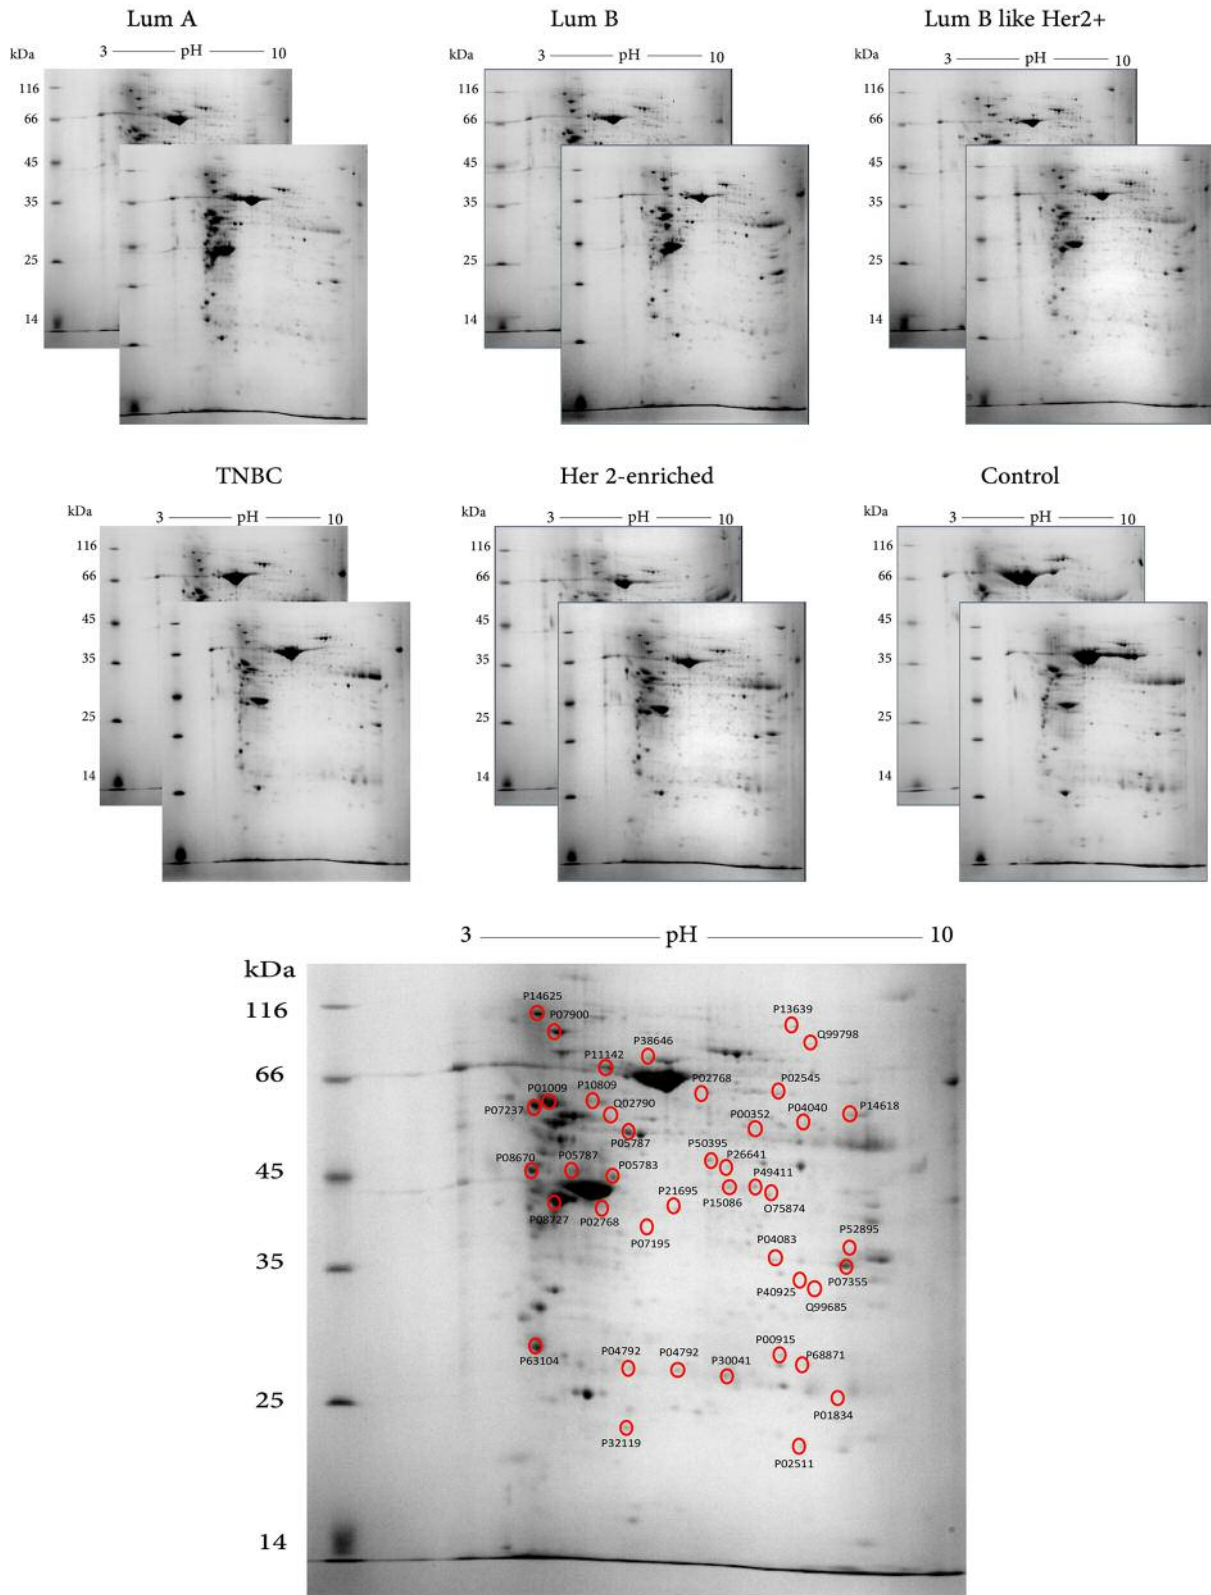 Lum A
Lum B
Lum B like Her2+
kDa 3 pH 10
kDa 3 pH 10
kDa 3 pH 10
116
66
45
35
25
14
116
66
45
35
25
14
116
66
45
35
25
14
TNBC
Her 2-enriched
Control
kDa 3 pH 10
kDa 3 pH 10
kDa 3 pH 10
116
66
45
35
25
14
116
66
45
35
25
14
116
66
45
35
25
14
3 pH 10
kDa
116
66
45
35
25
14
P14625
P07900
P13639
Q99798
P38646
P11142
P02768
P02545
P01009
P10809
Q02790
P07237
P04040
P14618
P00352
P05787
P50395
P26641
P08670
P05787
P05783
P49411
P15086
O75874
P21695
P08727
P02768
P07195
P52895
P04083
P07355
P40925
Q99685
P00915
P68871
P63104
P04792
P04792
P30041
P01834
P32119
P02511